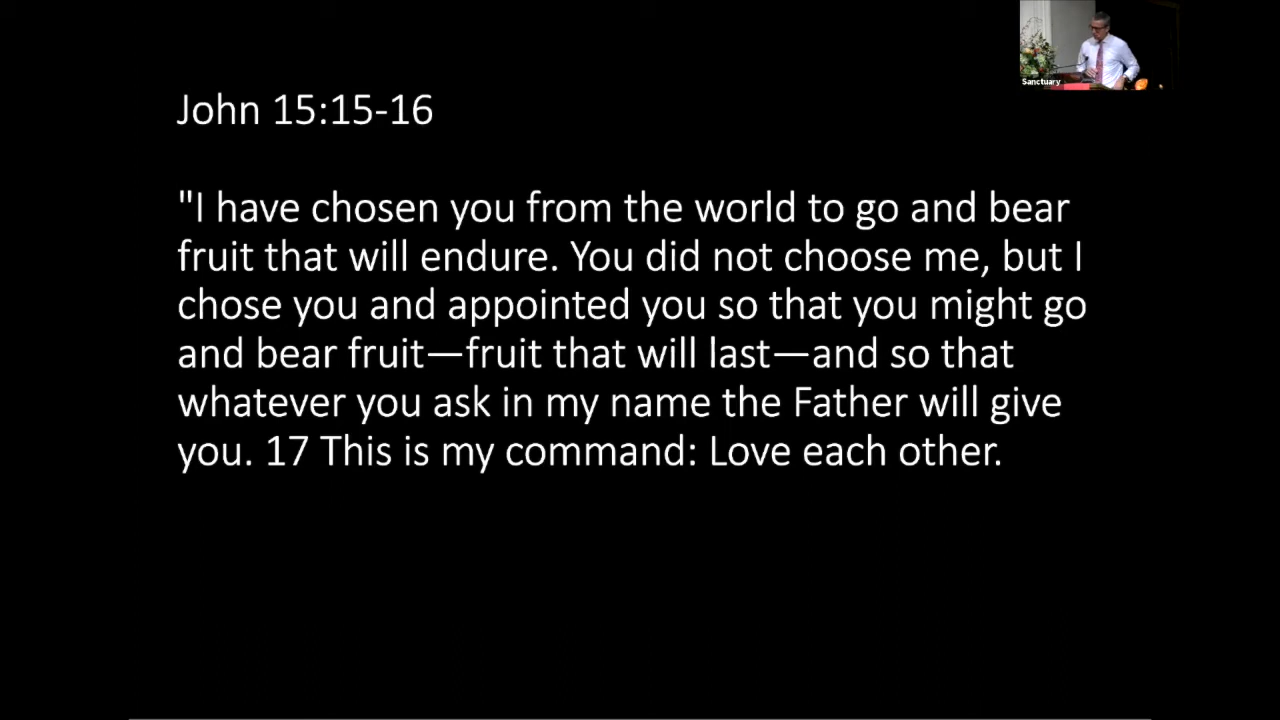 Sanctuary
John 15:15-16
"I have chosen you from the world to go and bear
fruit that will endure. You did not choose me, but I
chose you and appointed you so that you might go
and bear fruit—fruit that will last—and so that
whatever you ask in my name the Father will give
you. 17 This is my command: Love each other.